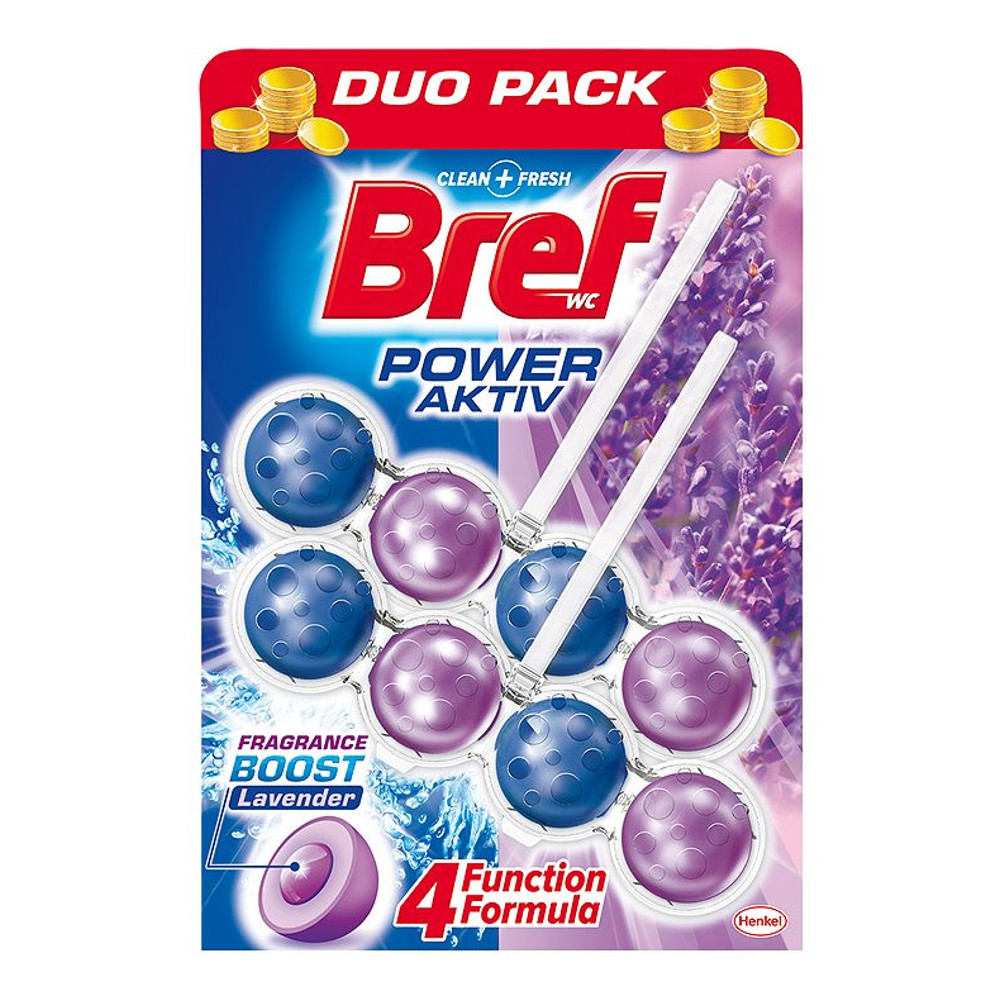 DUO PACK
CLEAN + FRESH
Bref
WC
POWER
AKTIV
FRAGRANCE
BOOST
Lavender
4 Function
Formula
Henkel